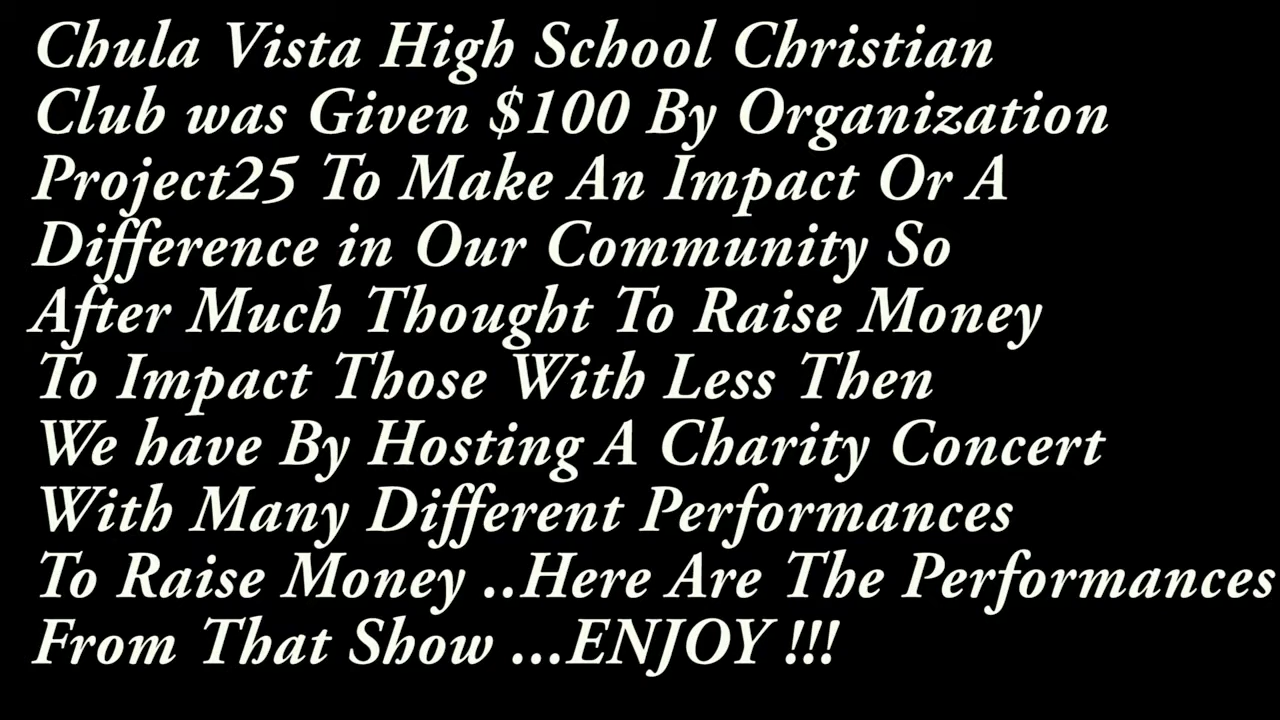 Chula Vista High School Christian
Club was Given $100 By Organization
Project25 To Make An Impact Or A
Difference in Our Community So
After Much Thought To Raise Money
To Impact Those With Less Then
We have By Hosting A Charity Concert
With Many Different Performances
To Raise Money ..Here Are The Performances
From That Show ...ENJOY !!!